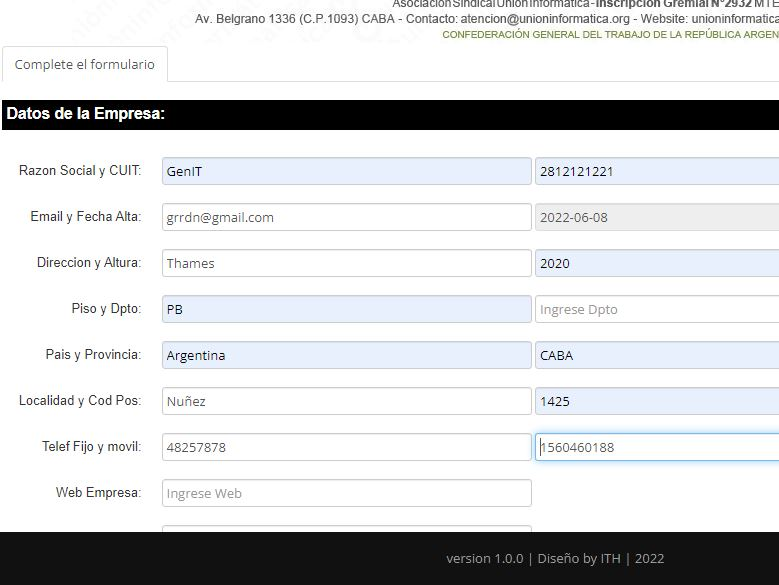 Asociación Sindical Unión Informatica - Inscripción Gremial N°2932 MTE
Av. Belgrano 1336 (C.P.1093) CABA - Contacto: atencion@unioninformatica.org - Website: unioninformatica
CONFEDERACIÓN GENERAL DEL TRABAJO DE LA REPÚBLICA ARGEN
Complete el formulario
Datos de la Empresa:
Razon Social y CUIT: GenIT 2812121221
Email y Fecha Alta: grrdn@gmail.com 2022-06-08
Direccion y Altura: Thames 2020
Piso y Dpto: PB Ingrese Dpto
Pais y Provincia: Argentina CABA
Localidad y Cod Pos: Nuñez 1425
Telef Fijo y movil: 48257878 1560460188
Web Empresa: Ingrese Web
version 1.0.0 | Diseño by ITH | 2022